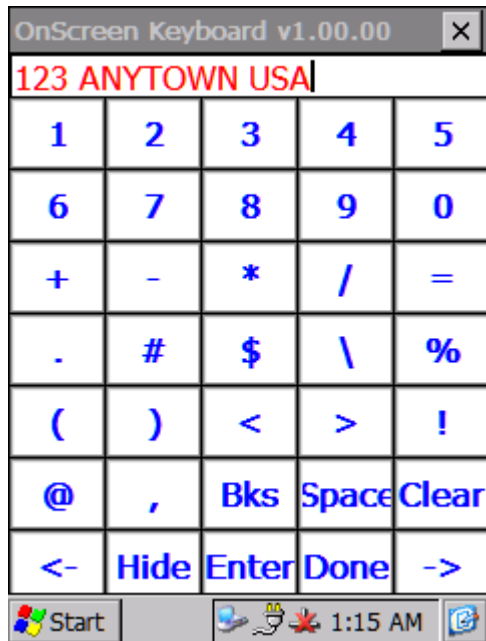 OnScreen Keyboard v1.00.00
123 ANYTOWN USA
1 2 3 4 5
6 7 8 9 0
+ - * / =
. # $ \ %
( ) < > !
@ , Bks Space Clear
<- Hide Enter Done ->
Start 1:15 AM